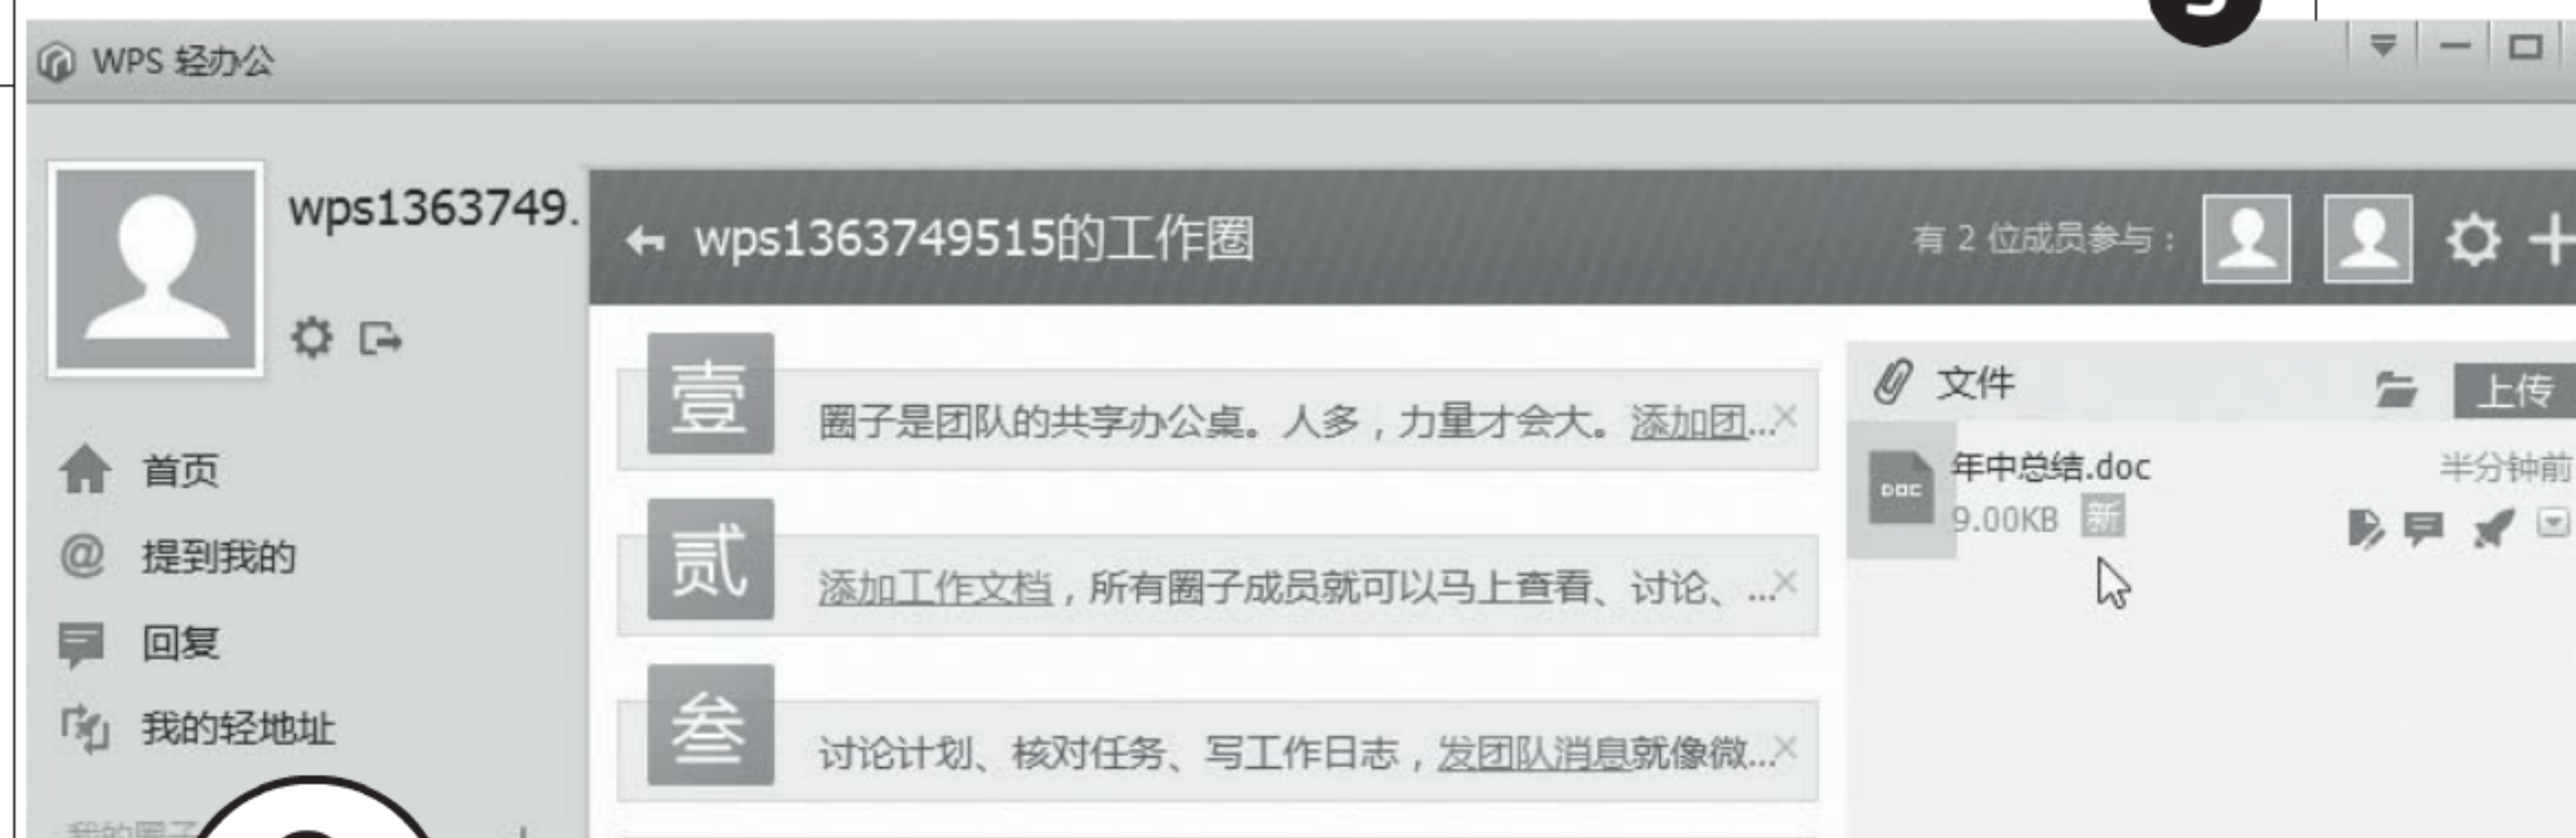 WPS 轻办公
wps1363749.
首页
@ 提到我的
回复
我的轻地址
我的圈子
wps1363749515的工作圈
有 2 位成员参与：
壹
圈子是团队的共享办公桌。人多，力量才会大。添加团...
贰
添加工作文档，所有圈子成员就可以马上查看、讨论、...
叁
讨论计划、核对任务、写工作日志，发团队消息就像微...
文件
上传
DOC
年中总结.doc
半分钟前
9.00KB 新